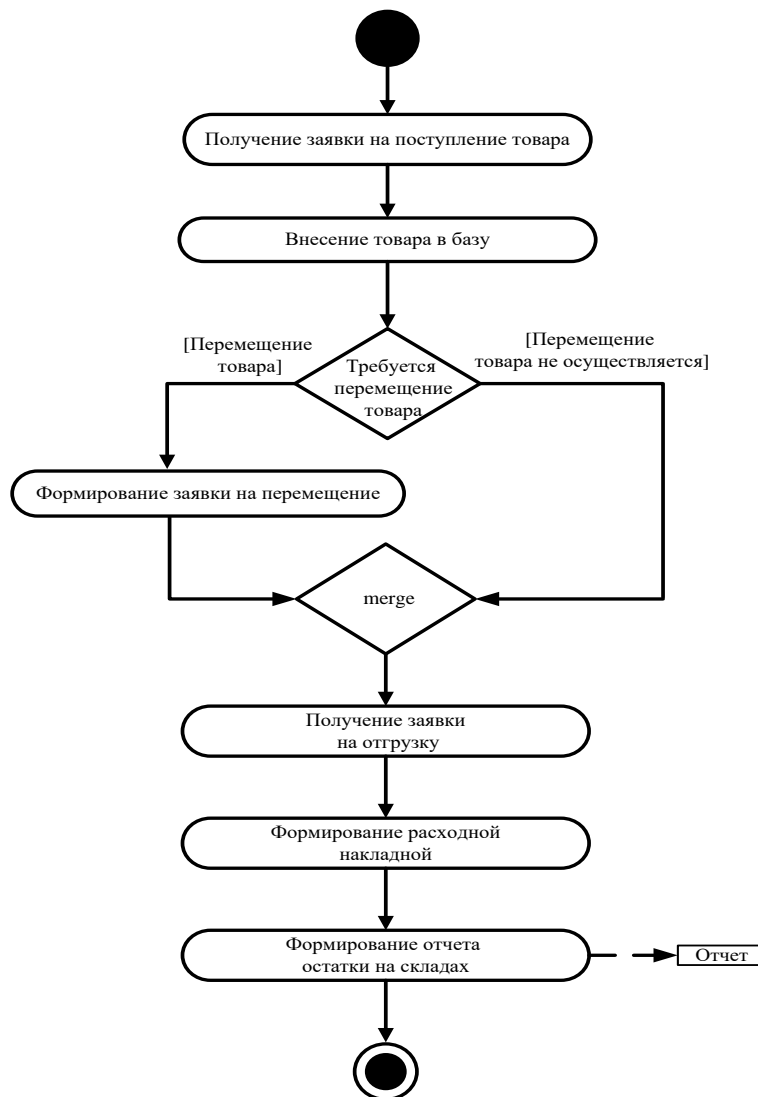 Получение заявки на поступление товара
Внесение товара в базу
[Перемещение
товара]
Требуется
перемещение
товара
[Перемещение
товара не осуществляется]
Формирование заявки на перемещение
merge
Получение заявки
на отгрузку
Формирование расходной
накладной
Формирование отчета
остатки на складах
Отчет